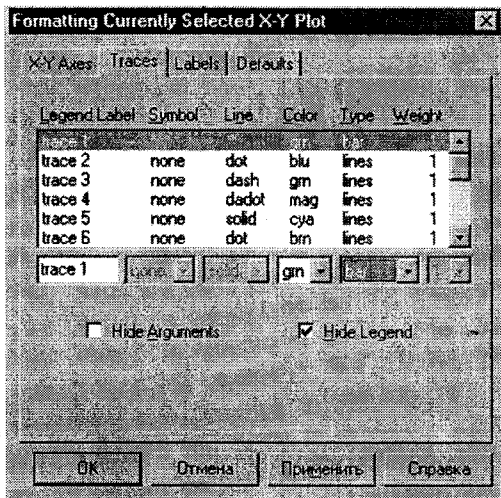 Formatting Currently Selected X-Y Plot
X-Y Axes Traces Labels Defaults
Legend Label Symbol Line Color Type Weight
trace 1 grn bar
trace 2 none dot blu lines 1
trace 3 none dash grn lines 1
trace 4 none dadot mag lines 1
trace 5 none solid cya lines 1
trace 6 none dot brn lines 1
trace 1 none solid grn bar 1
Hide Arguments Hide Legend
OK Отмена Применить Справка